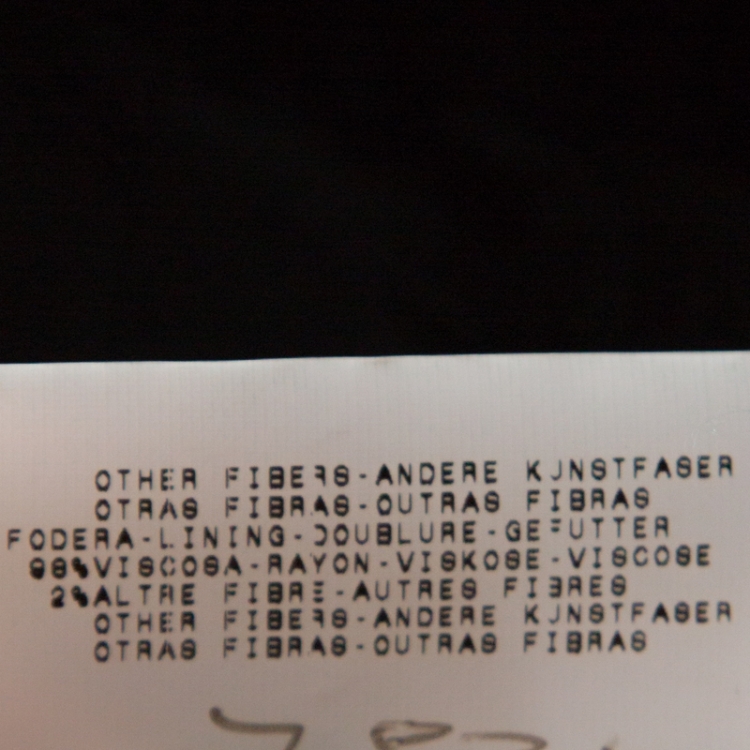 OTHER FIBERS-ANDERE KUNSTFASER
OTRAS FIBRAS-OUTRAS FIBRAS
FODERA-LINING-DOUBLURE-GEFUTTER
98%VISCOSA-RAYON-VISKOSE-VISCOSE
2%ALTRE FIBRE-AUTRES FIBRES
OTHER FIBERS-ANDERE KUNSTFASER
OTRAS FIBRAS-OUTRAS FIBRAS